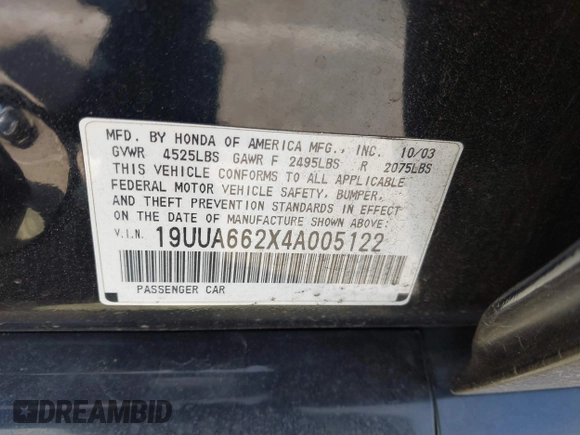 MFD. BY HONDA OF AMERICA MFG., INC. 10/03
GVWR 4525LBS GAWR F 2495LBS R 2075LBS
THIS VEHICLE CONFORMS TO ALL APPLICABLE
FEDERAL MOTOR VEHICLE SAFETY, BUMPER,
AND THEFT PREVENTION STANDARDS IN EFFECT
ON THE DATE OF MANUFACTURE SHOWN ABOVE:
V.I.N. 19UUA662X4A005122
PASSENGER CAR
DREAMBID